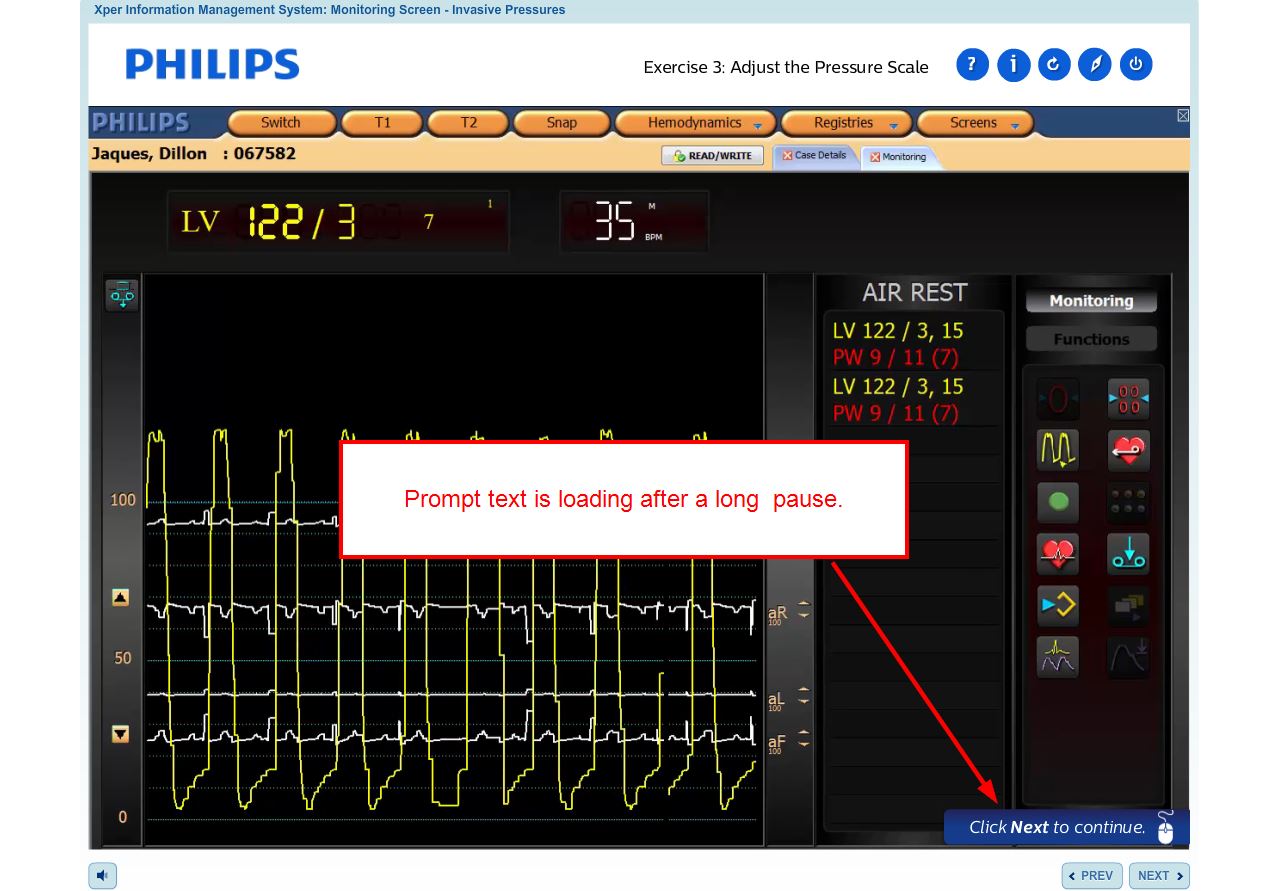 Xper Information Management System: Monitoring Screen - Invasive Pressures
PHILIPS
Exercise 3: Adjust the Pressure Scale
? i
PHILIPS Switch T1 T2 Snap Hemodynamics Registries Screens
Jaques, Dillon : 067582
READ/WRITE Case Details Monitoring
LV 122 / 3 7 1
35 M BPM
AIR REST
Monitoring
Functions
LV 122 / 3, 15
PW 9 / 11 (7)
LV 122 / 3, 15
PW 9 / 11 (7)
0 00
00
100
Prompt text is loading after a long pause.
aR
100
50
aL
100
aF
100
0
Click Next to continue.
PREV NEXT